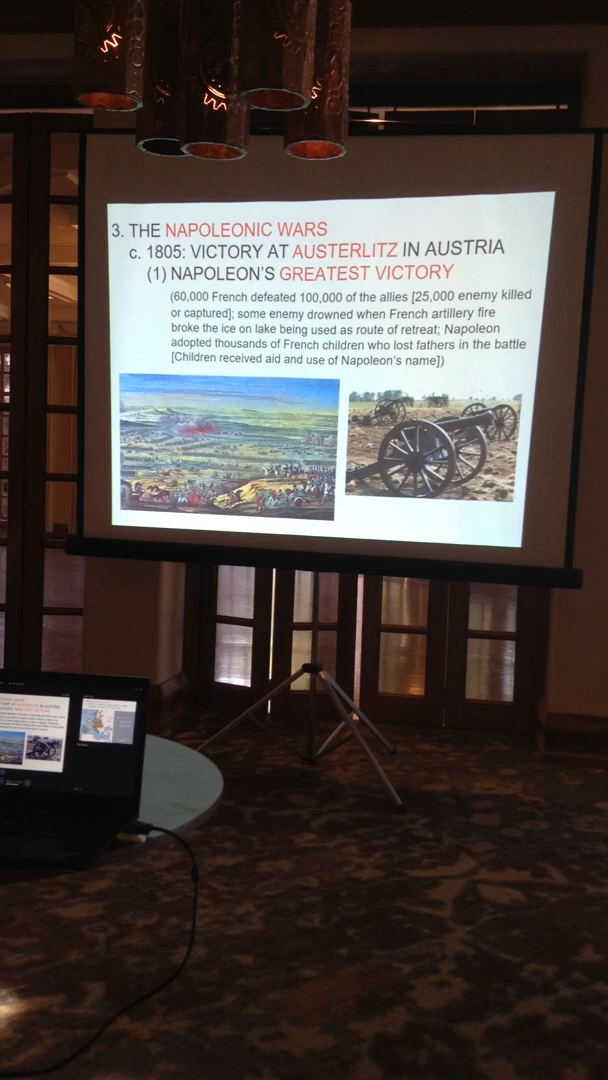 3. THE NAPOLEONIC WARS
c. 1805: VICTORY AT AUSTERLITZ IN AUSTRIA
(1) NAPOLEON'S GREATEST VICTORY
(60,000 French defeated 100,000 of the allies [25,000 enemy killed
or captured]; some enemy drowned when French artillery fire
broke the ice on lake being used as route of retreat; Napoleon
adopted thousands of French children who lost fathers in the battle
[Children received aid and use of Napoleon's name])